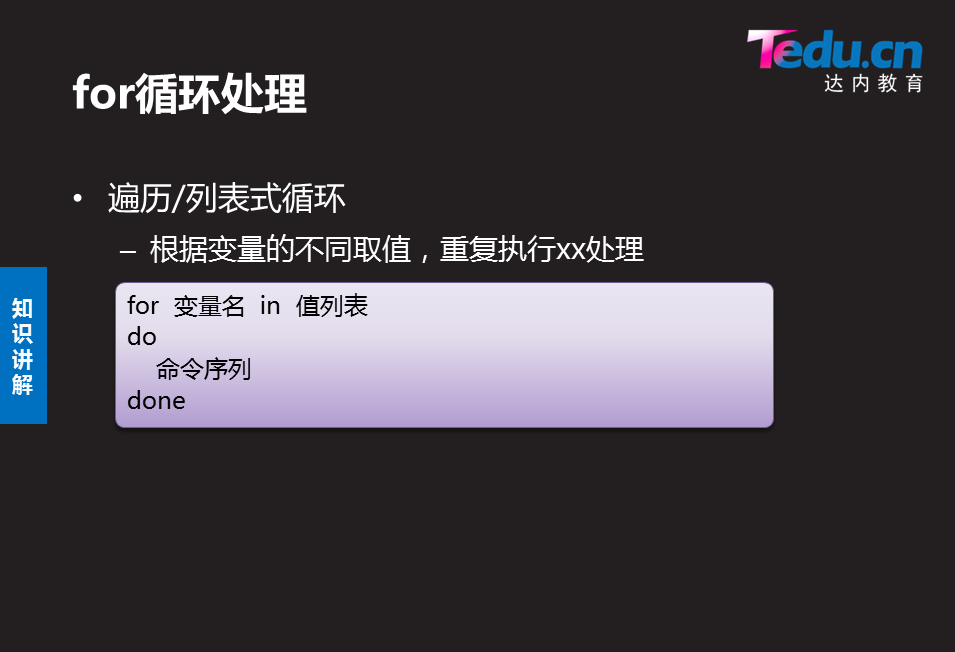 Tedu.cn
达内教育
for循环处理
• 遍历/列表式循环
– 根据变量的不同取值，重复执行xx处理
知识讲解
for 变量名 in 值列表
do
命令序列
done